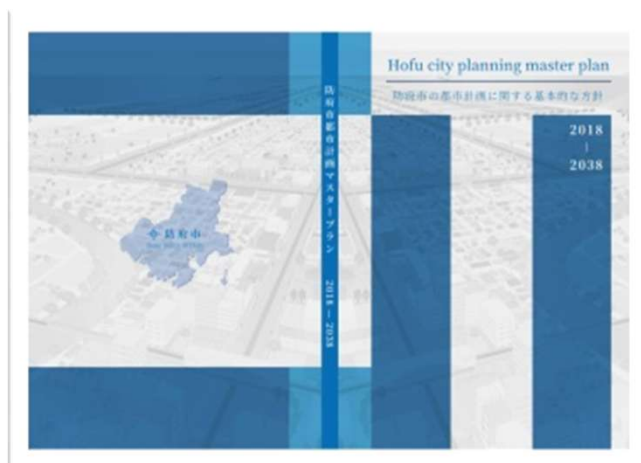 Hofu city planning master plan
防府市の都市計画に関する基本的な方針
2018
|
2038
防府市都市計画マスタープラン 2018 — 2038
防府市